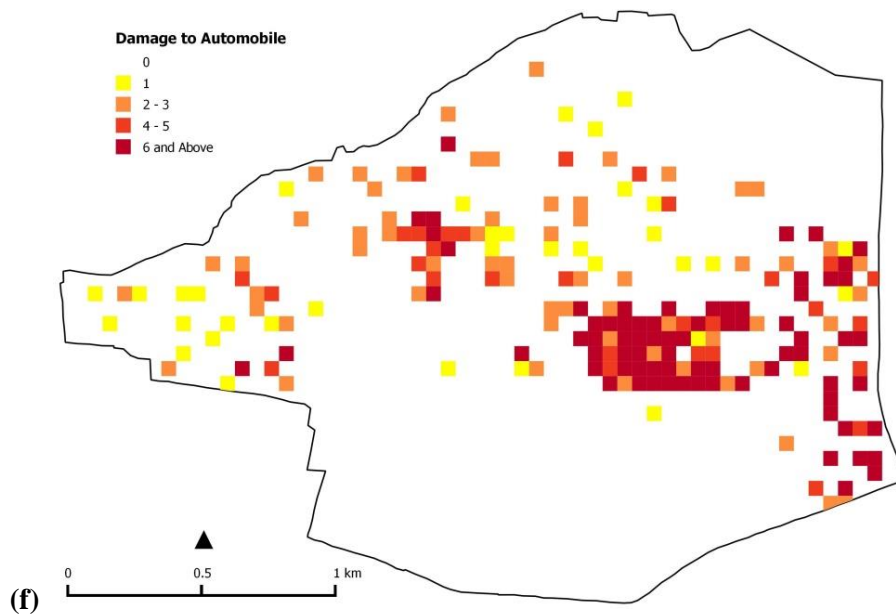 Damage to Automobile
0
1
2 - 3
4 - 5
6 and Above
0 0.5 1 km
(f)